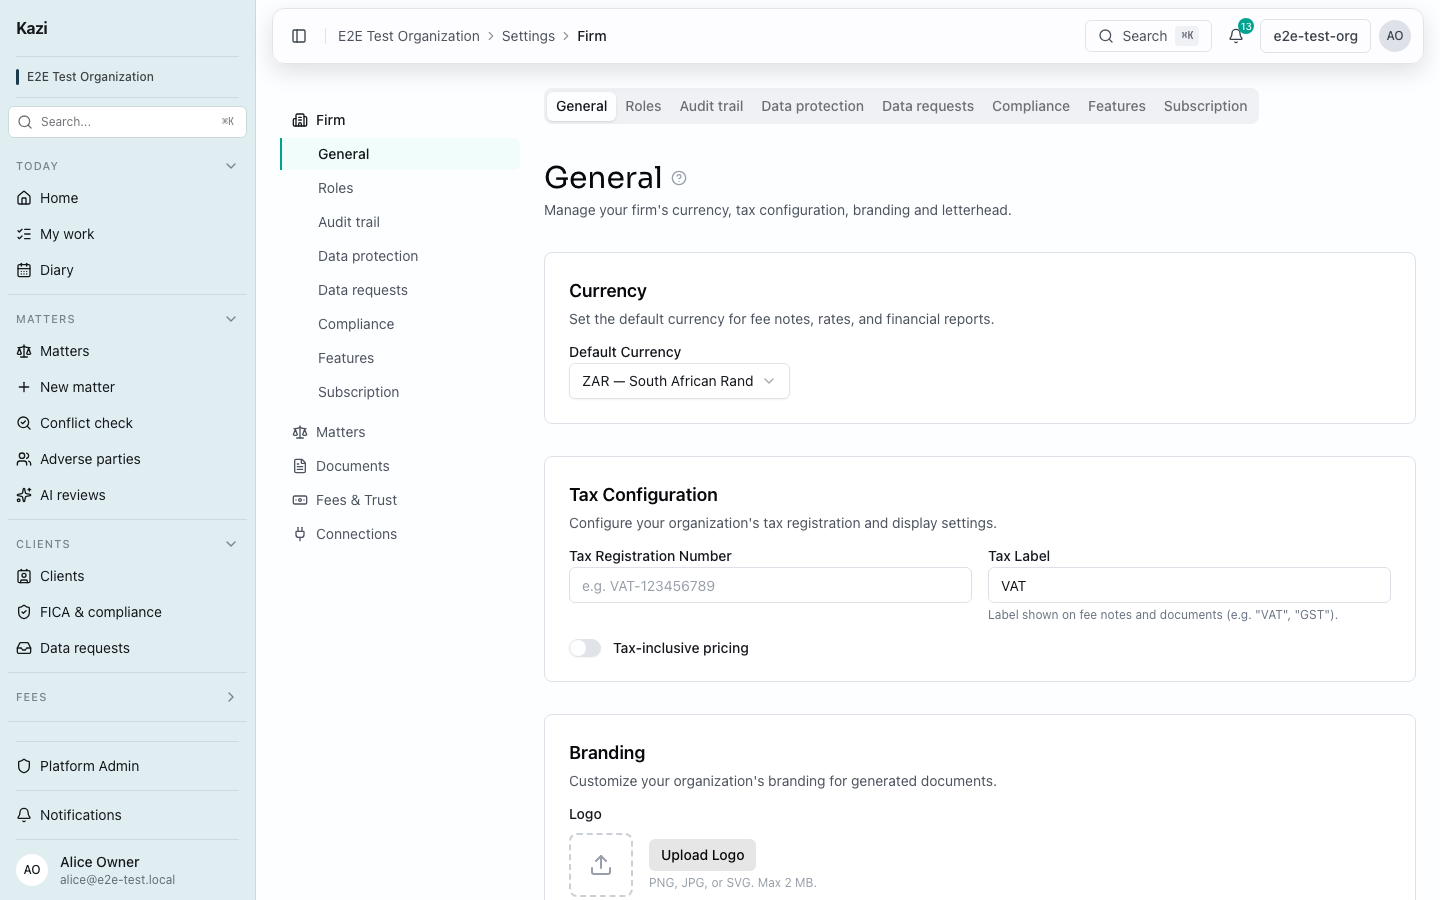 Kazi
E2E Test Organization
Search...
⌘K
TODAY
Home
My work
Diary
MATTERS
Matters
New matter
Conflict check
Adverse parties
AI reviews
CLIENTS
Clients
FICA & compliance
Data requests
FEES
Platform Admin
Notifications
AO
Alice Owner
alice@e2e-test.local
E2E Test Organization > Settings > Firm
Search ⌘K
13
e2e-test-org
AO
Firm
General
Roles
Audit trail
Data protection
Data requests
Compliance
Features
Subscription
Matters
Documents
Fees & Trust
Connections
General Roles Audit trail Data protection Data requests Compliance Features Subscription
General
Manage your firm's currency, tax configuration, branding and letterhead.
Currency
Set the default currency for fee notes, rates, and financial reports.
Default Currency
ZAR — South African Rand
Tax Configuration
Configure your organization's tax registration and display settings.
Tax Registration Number
e.g. VAT-123456789
Tax Label
VAT
Label shown on fee notes and documents (e.g. "VAT", "GST").
Tax-inclusive pricing
Branding
Customize your organization's branding for generated documents.
Logo
Upload Logo
PNG, JPG, or SVG. Max 2 MB.